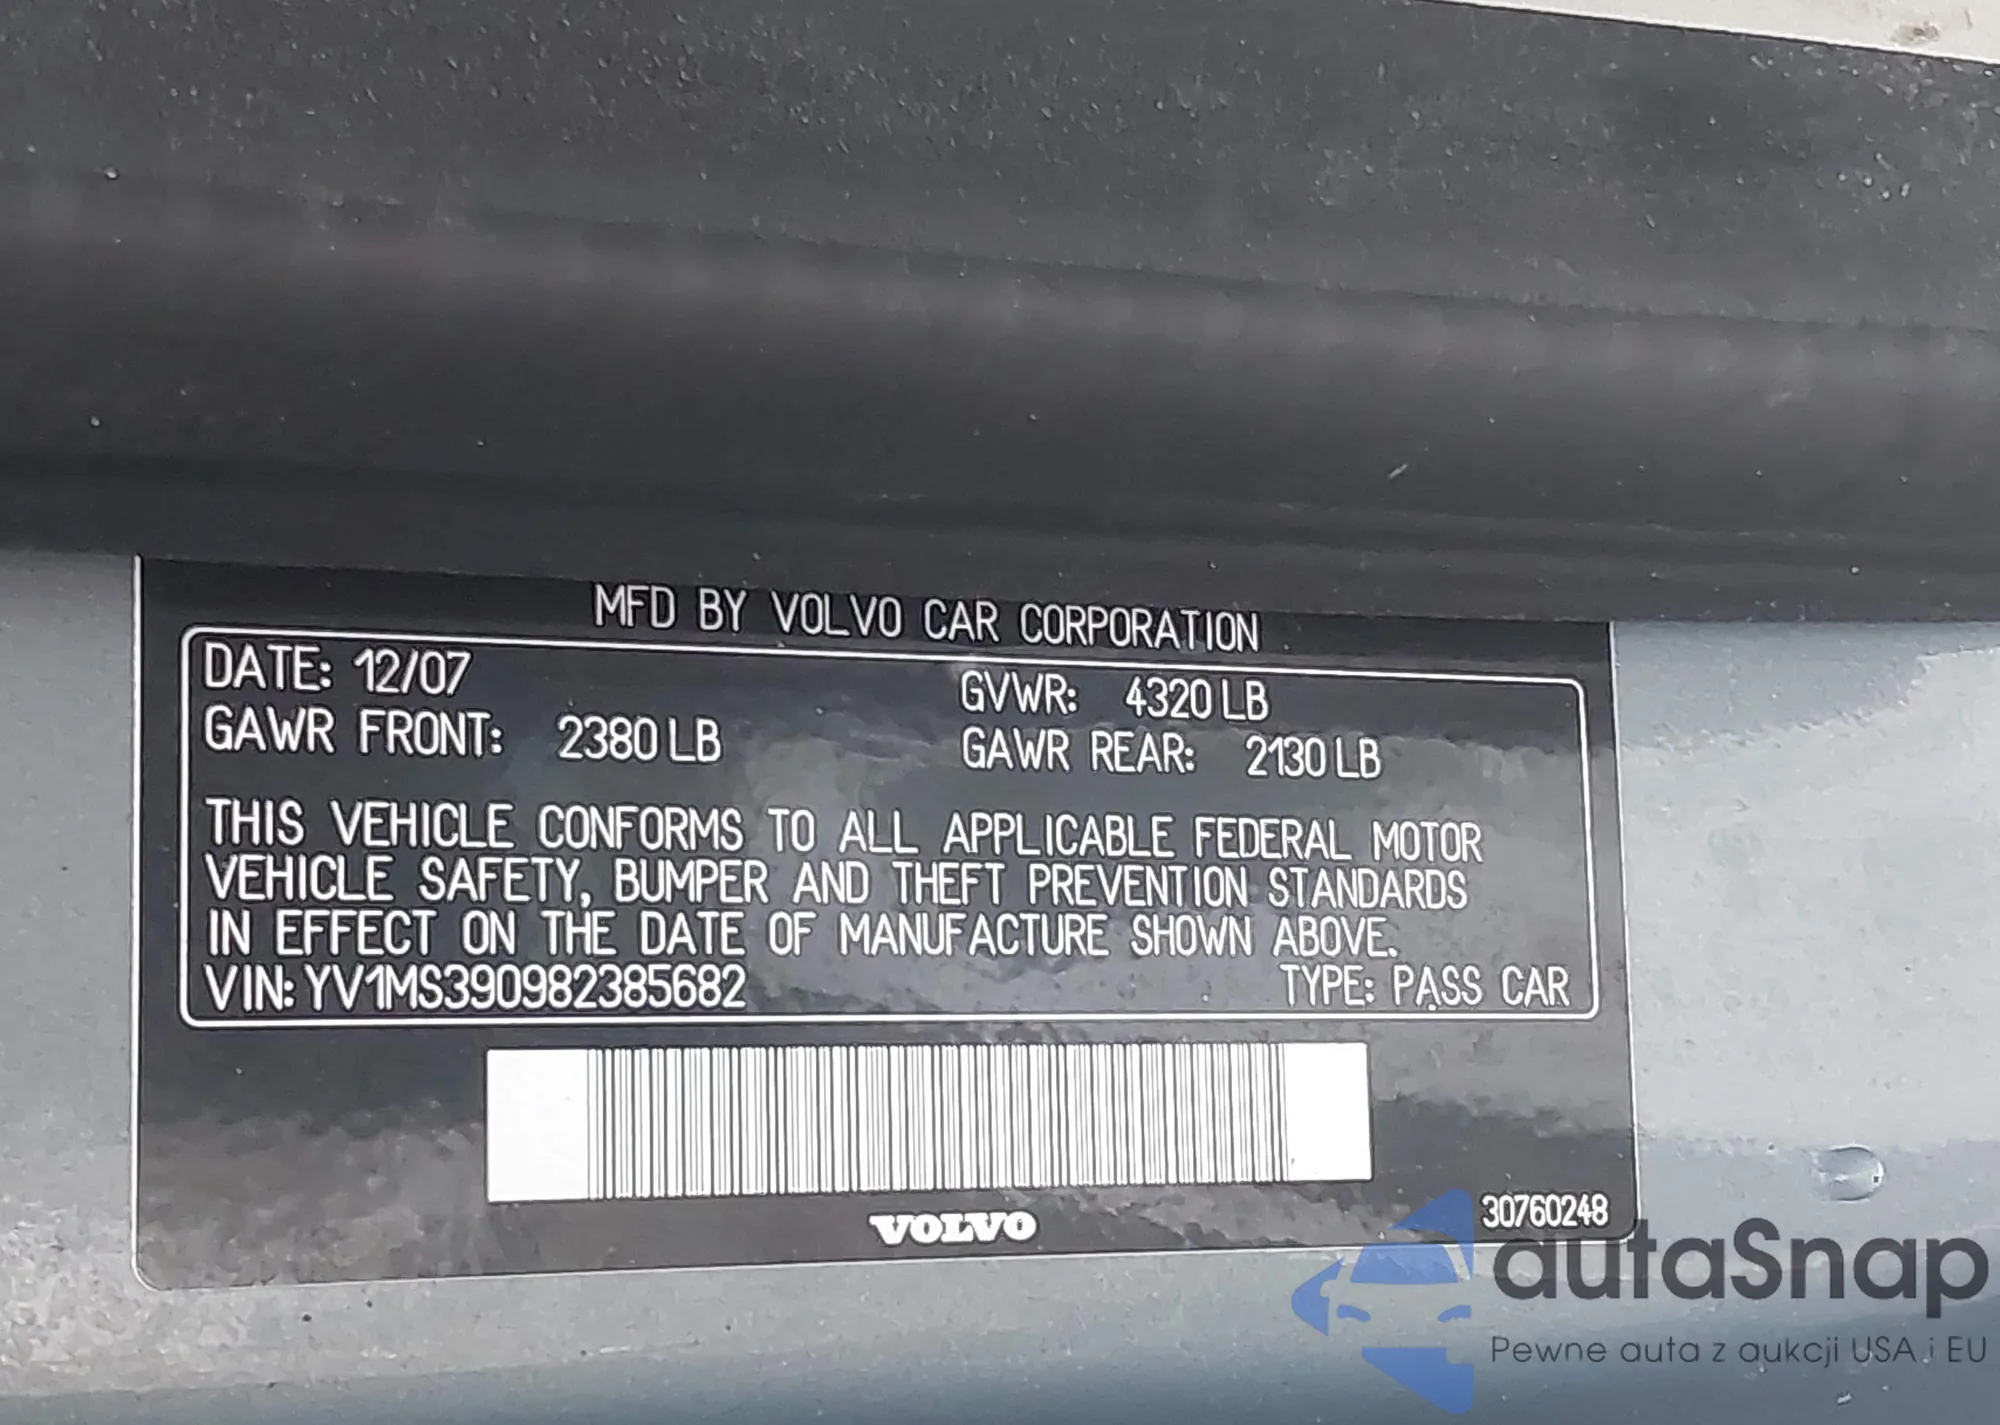 MFD BY VOLVO CAR CORPORATION
DATE: 12/07
GVWR: 4320 LB
GAWR FRONT: 2380 LB
GAWR REAR: 2130 LB
THIS VEHICLE CONFORMS TO ALL APPLICABLE FEDERAL MOTOR
VEHICLE SAFETY, BUMPER AND THEFT PREVENTION STANDARDS
IN EFFECT ON THE DATE OF MANUFACTURE SHOWN ABOVE.
VIN: YV1MS390982385682
TYPE: PASS CAR
VOLVO
30760248
autaSnap
Pewne auta z aukcji USA i EU